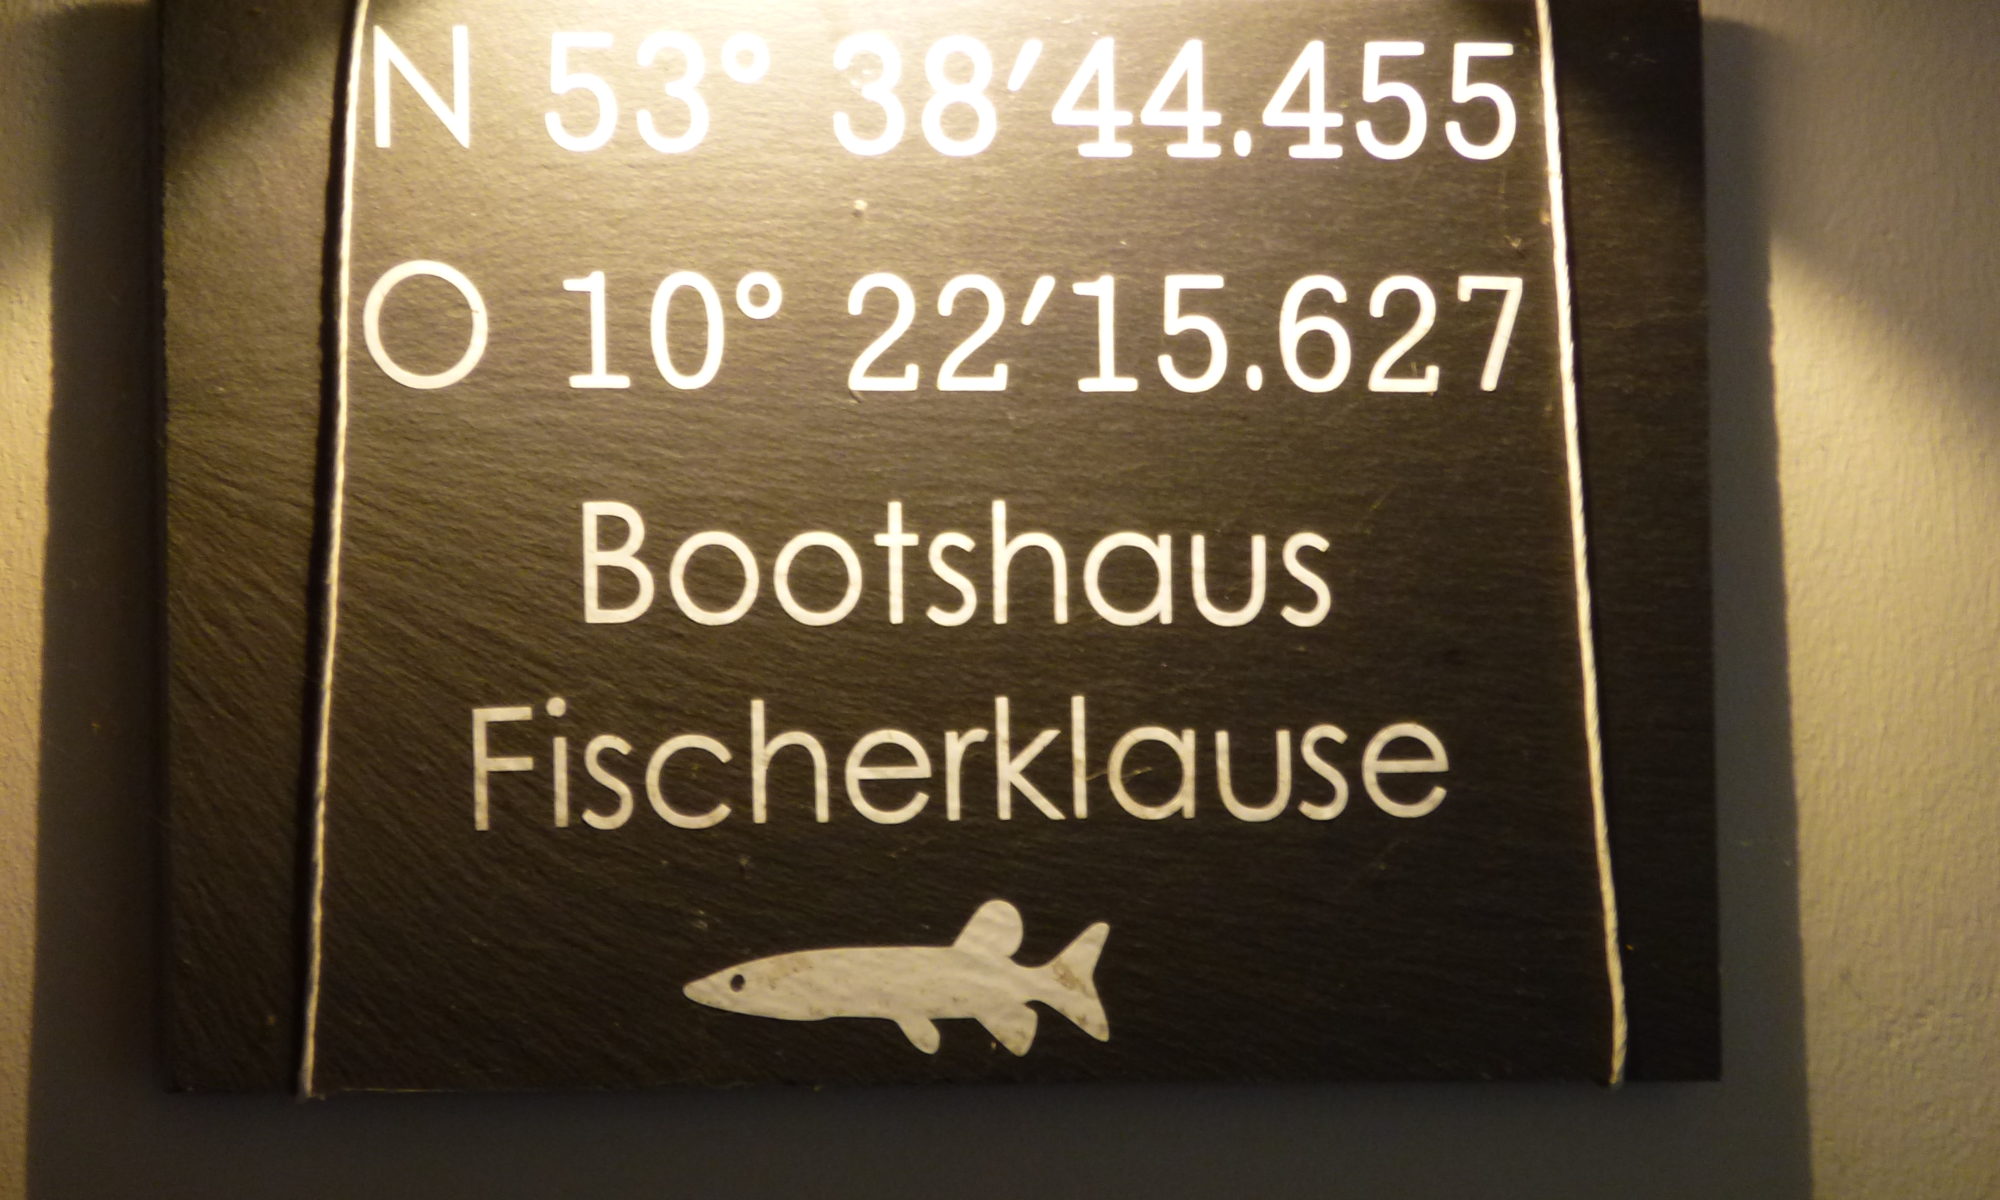 N 53° 38'44.455
O 10° 22'15.627
Bootshaus
Fischerklause